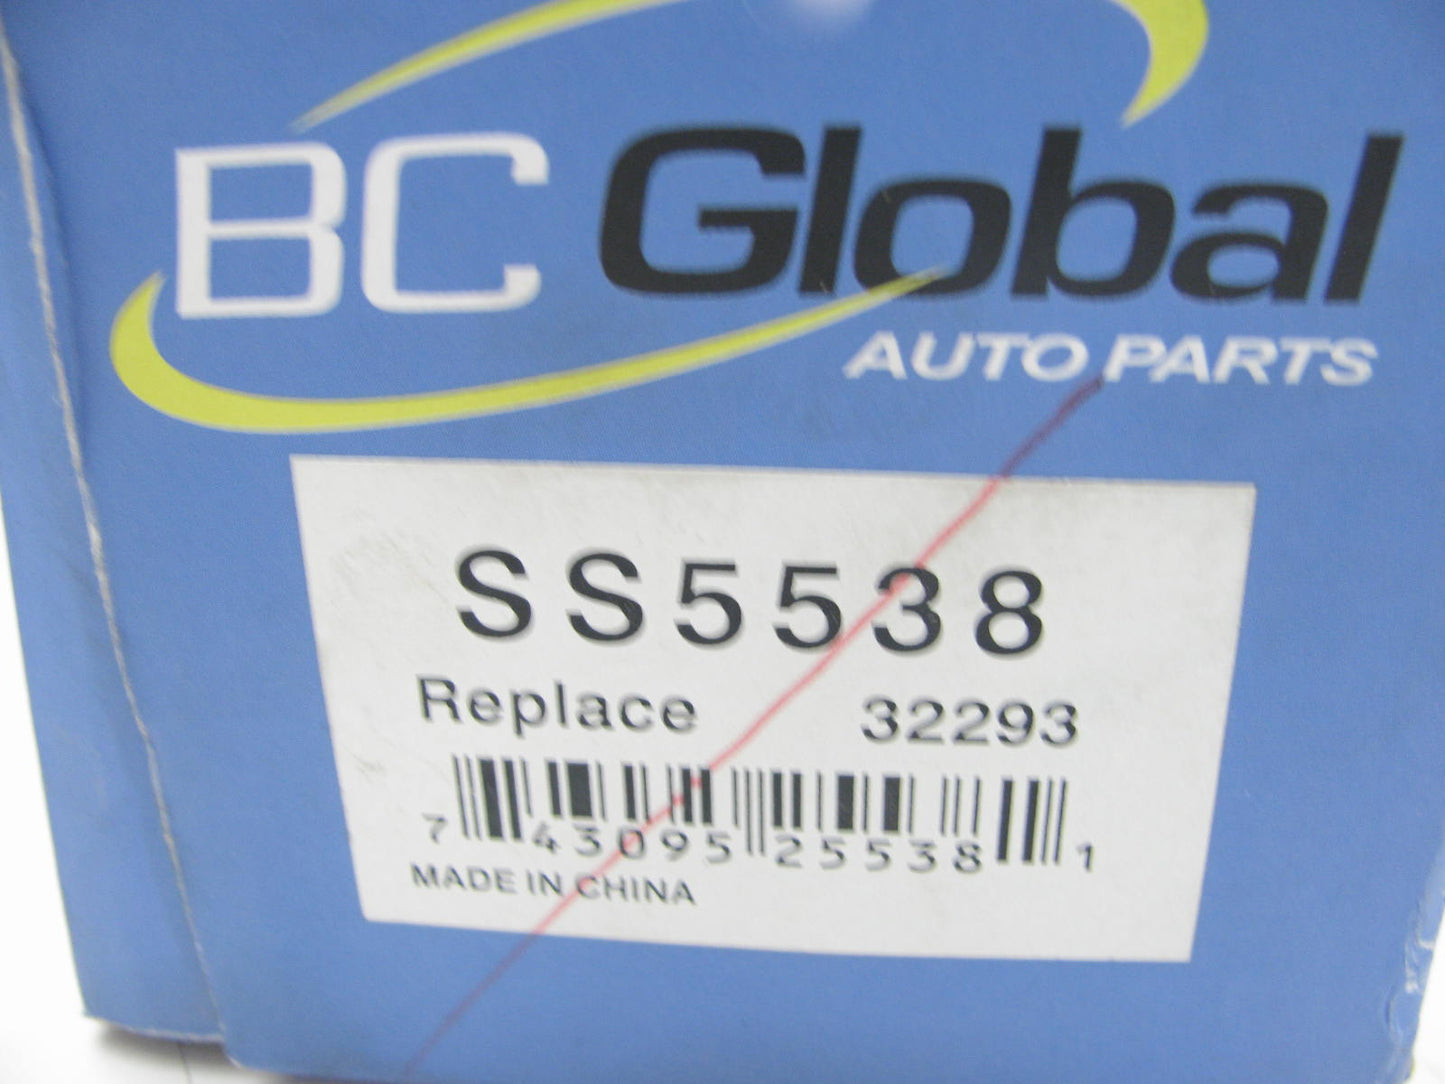 BC Global
AUTO PARTS
SS5538
Replace 32293
7 43095 25538 1
MADE IN CHINA